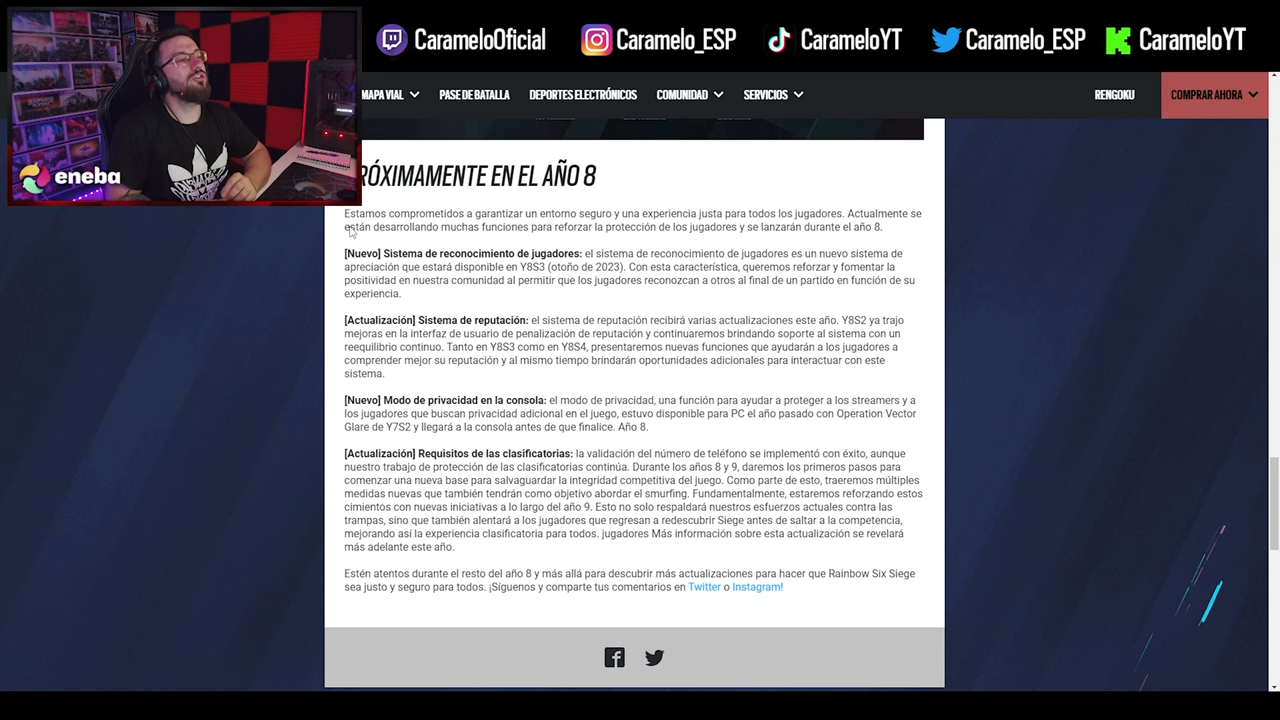 CarameloOficial
Caramelo_ESP
CarameloYT
Caramelo_ESP
CarameloYT
MAPA VIAL
PASE DE BATALLA
DEPORTES ELECTRÓNICOS
COMUNIDAD
SERVICIOS
RENGOKU
COMPRAR AHORA
eneba
RÓXIMAMENTE EN EL AÑO 8
Estamos comprometidos a garantizar un entorno seguro y una experiencia justa para todos los jugadores. Actualmente se
están desarrollando muchas funciones para reforzar la protección de los jugadores y se lanzarán durante el año 8.
[Nuevo] Sistema de reconocimiento de jugadores: el sistema de reconocimiento de jugadores es un nuevo sistema de
apreciación que estará disponible en Y8S3 (otoño de 2023). Con esta característica, queremos reforzar y fomentar la
positividad en nuestra comunidad al permitir que los jugadores reconozcan a otros al final de un partido en función de su
experiencia.
[Actualización] Sistema de reputación: el sistema de reputación recibirá varias actualizaciones este año. Y8S2 ya trajo
mejoras en la interfaz de usuario de penalización de reputación y continuaremos brindando soporte al sistema con un
reequilibrio continuo. Tanto en Y8S3 como en Y8S4, presentaremos nuevas funciones que ayudarán a los jugadores a
comprender mejor su reputación y al mismo tiempo brindarán oportunidades adicionales para interactuar con este
sistema.
[Nuevo] Modo de privacidad en la consola: el modo de privacidad, una función para ayudar a proteger a los streamers y a
los jugadores que buscan privacidad adicional en el juego, estuvo disponible para PC el año pasado con Operation Vector
Glare de Y7S2 y llegará a la consola antes de que finalice. Año 8.
[Actualización] Requisitos de las clasificatorias: la validación del número de teléfono se implementó con éxito, aunque
nuestro trabajo de protección de las clasificatorias continúa. Durante los años 8 y 9, daremos los primeros pasos para
comenzar una nueva base para salvaguardar la integridad competitiva del juego. Como parte de esto, traeremos múltiples
medidas nuevas que también tendrán como objetivo abordar el smurfing. Fundamentalmente, estaremos reforzando estos
cimientos con nuevas iniciativas a lo largo del año 9. Esto no solo respaldará nuestros esfuerzos actuales contra las
trampas, sino que también alentará a los jugadores que regresan a redescubrir Siege antes de saltar a la competencia,
mejorando así la experiencia clasificatoria para todos. jugadores Más información sobre esta actualización se revelará
más adelante este año.
Estén atentos durante el resto del año 8 y más allá para descubrir más actualizaciones para hacer que Rainbow Six Siege
sea justo y seguro para todos. ¡Síguenos y comparte tus comentarios en Twitter o Instagram!